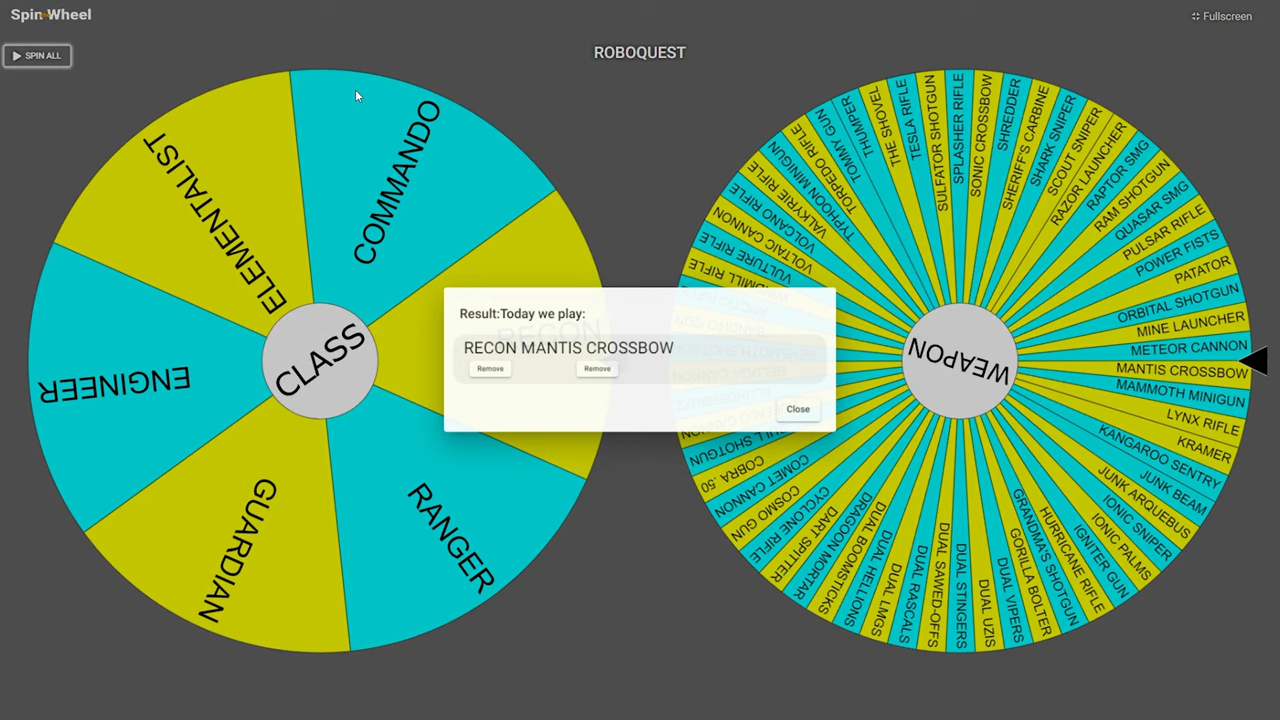 Spin Wheel
Fullscreen
SPIN ALL
ROBOQUEST
COMMANDO
ELEMENTALIST
ENGINEER
GUARDIAN
RANGER
RECON
CLASS
Result:Today we play:
RECON MANTIS CROSSBOW
Remove
Remove
Close
WEAPON
SPLASHER RIFLE
SONIC CROSSBOW
SHREDDER
SHERIFF'S CARBINE
SHARK SNIPER
SCOUT SNIPER
RAZOR LAUNCHER
RAPTOR SMG
RAM SHOTGUN
QUASAR SMG
PULSAR RIFLE
POWER FISTS
PATATOR
ORBITAL SHOTGUN
MINE LAUNCHER
METEOR CANNON
MANTIS CROSSBOW
MAMMOTH MINIGUN
LYNX RIFLE
KRAMER
KANGAROO SENTRY
JUNK BEAM
JUNK ARQUEBUS
IONIC SNIPER
IONIC PALMS
IGNITER GUN
HURRICANE RIFLE
GRANDMA'S SHOTGUN
GORILLA BOLTER
DUAL VIPERS
DUAL UZIS
DUAL STINGERS
DUAL SAWED-OFFS
DUAL RASCALS
DUAL LMGS
DUAL HELLIONS
DUAL BOOMSTICKS
DRAGOON MORTAR
DART SPITTER
CYCLONE RIFLE
COSMO GUN
COMET CANNON
COBRA .50
VULTURE RIFLE
VOLTAIC CANNON
VOLCANO RIFLE
VALKYRIE RIFLE
TYPHOON MINIGUN
TORPEDO RIFLE
TOMMY GUN
THUMPER
THE SHOVEL
TESLA RIFLE
SULFATOR SHOTGUN